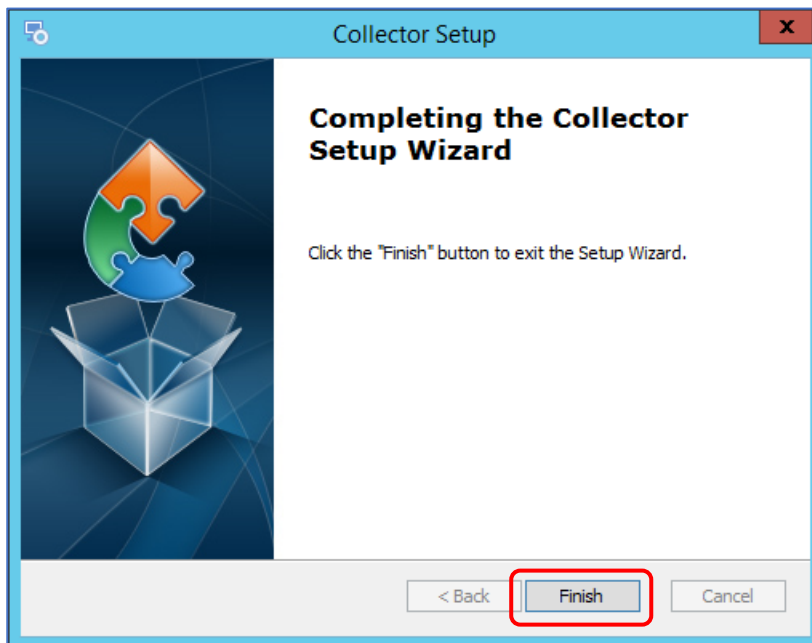 Collector Setup
x
Completing the Collector
Setup Wizard
Click the "Finish" button to exit the Setup Wizard.
< Back
Finish
Cancel